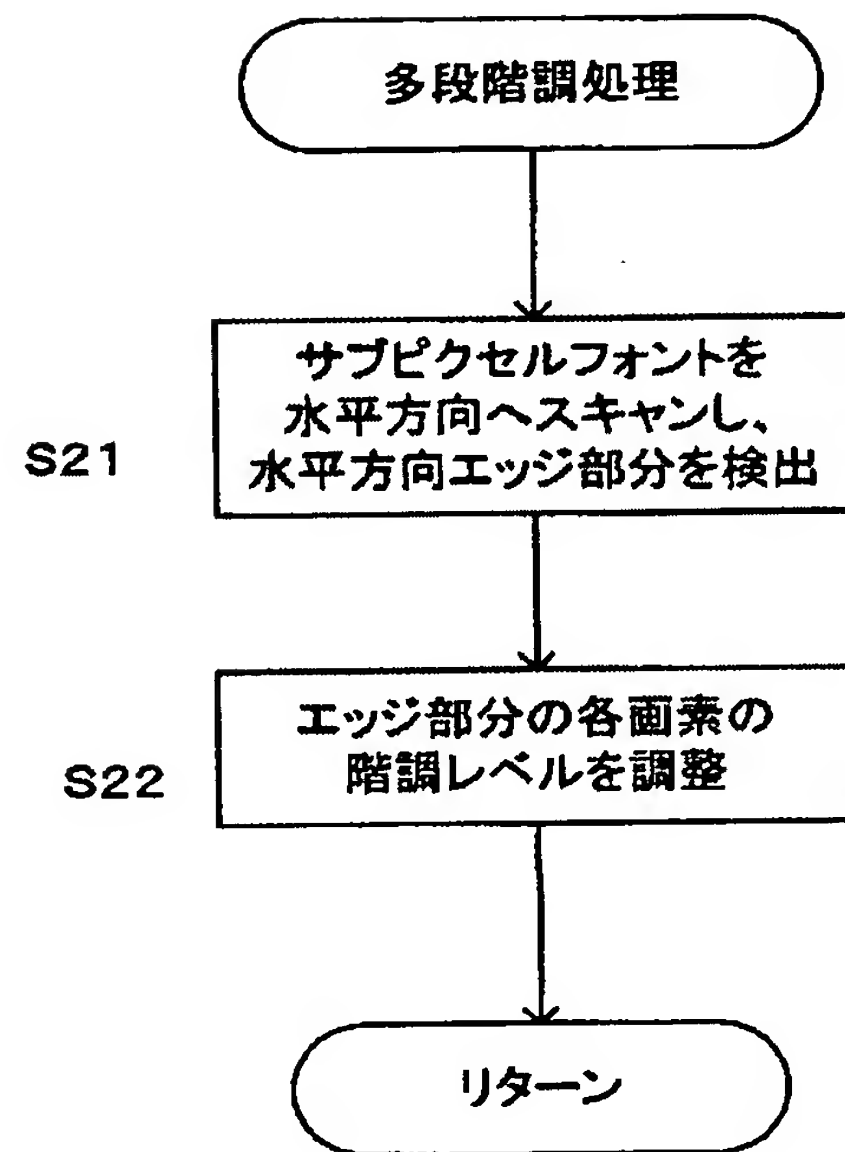 多段階調処理
サブピクセルフォントを
水平方向へスキャンし、
S21
水平方向エッジ部分を検出
エッジ部分の各画素の
S22
階調レベルを調整
リターン